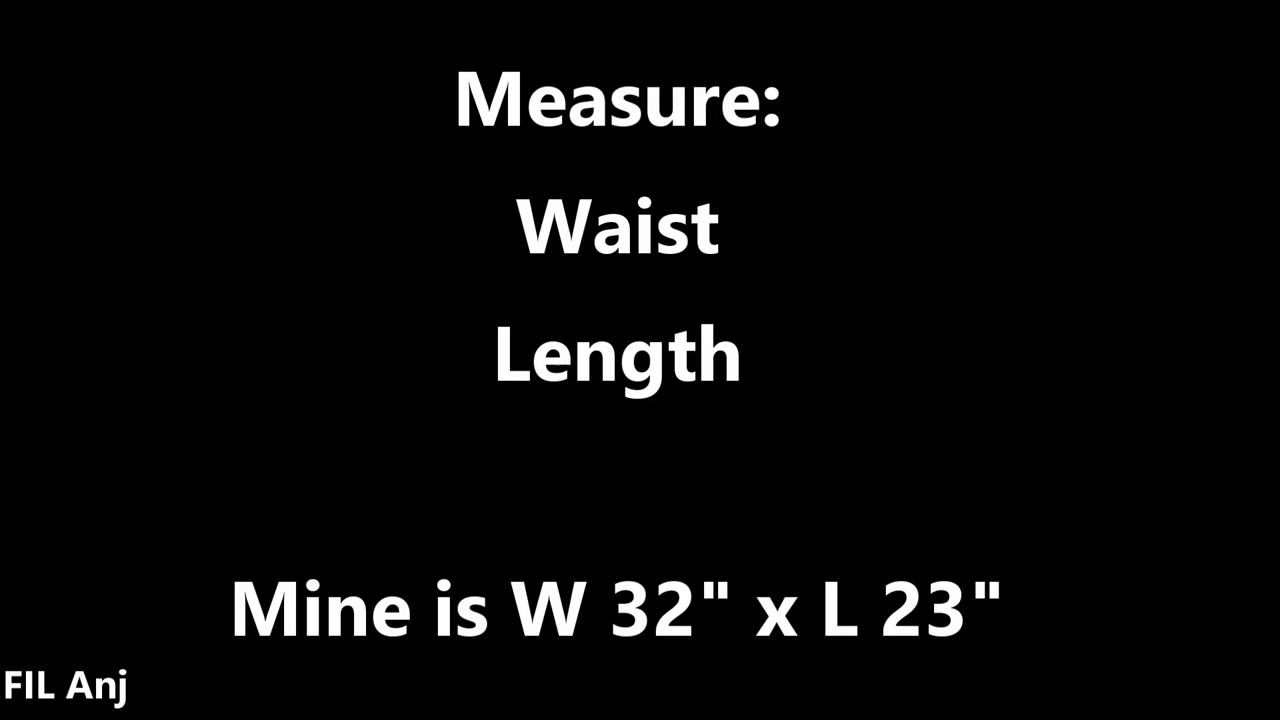 Measure:
Waist
Length
Mine is W 32" x L 23"
FIL Anj